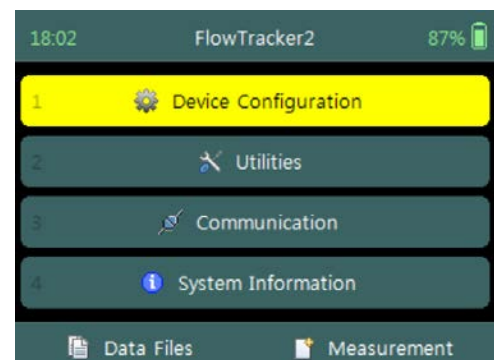 18:02 FlowTracker2 87%
1 Device Configuration
2 Utilities
3 Communication
4 System Information
Data Files Measurement